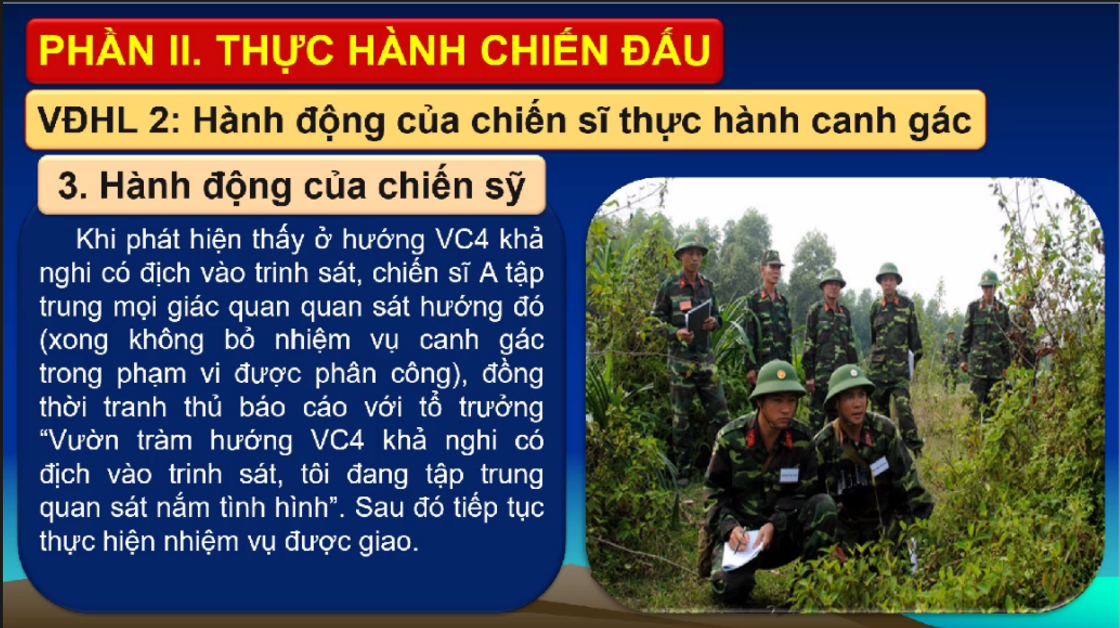 PHẦN II. THỰC HÀNH CHIẾN ĐẤU
VĐHL 2: Hành động của chiến sĩ thực hành canh gác
3. Hành động của chiến sỹ
Khi phát hiện thấy ở hướng VC4 khả
nghi có địch vào trinh sát, chiến sĩ A tập
trung mọi giác quan quan sát hướng đó
(xong không bỏ nhiệm vụ canh gác
trong phạm vi được phân công), đồng
thời tranh thủ báo cáo với tổ trưởng
“Vườn tràm hướng VC4 khả nghi có
địch vào trinh sát, tôi đang tập trung
quan sát nắm tình hình”. Sau đó tiếp tục
thực hiện nhiệm vụ được giao.